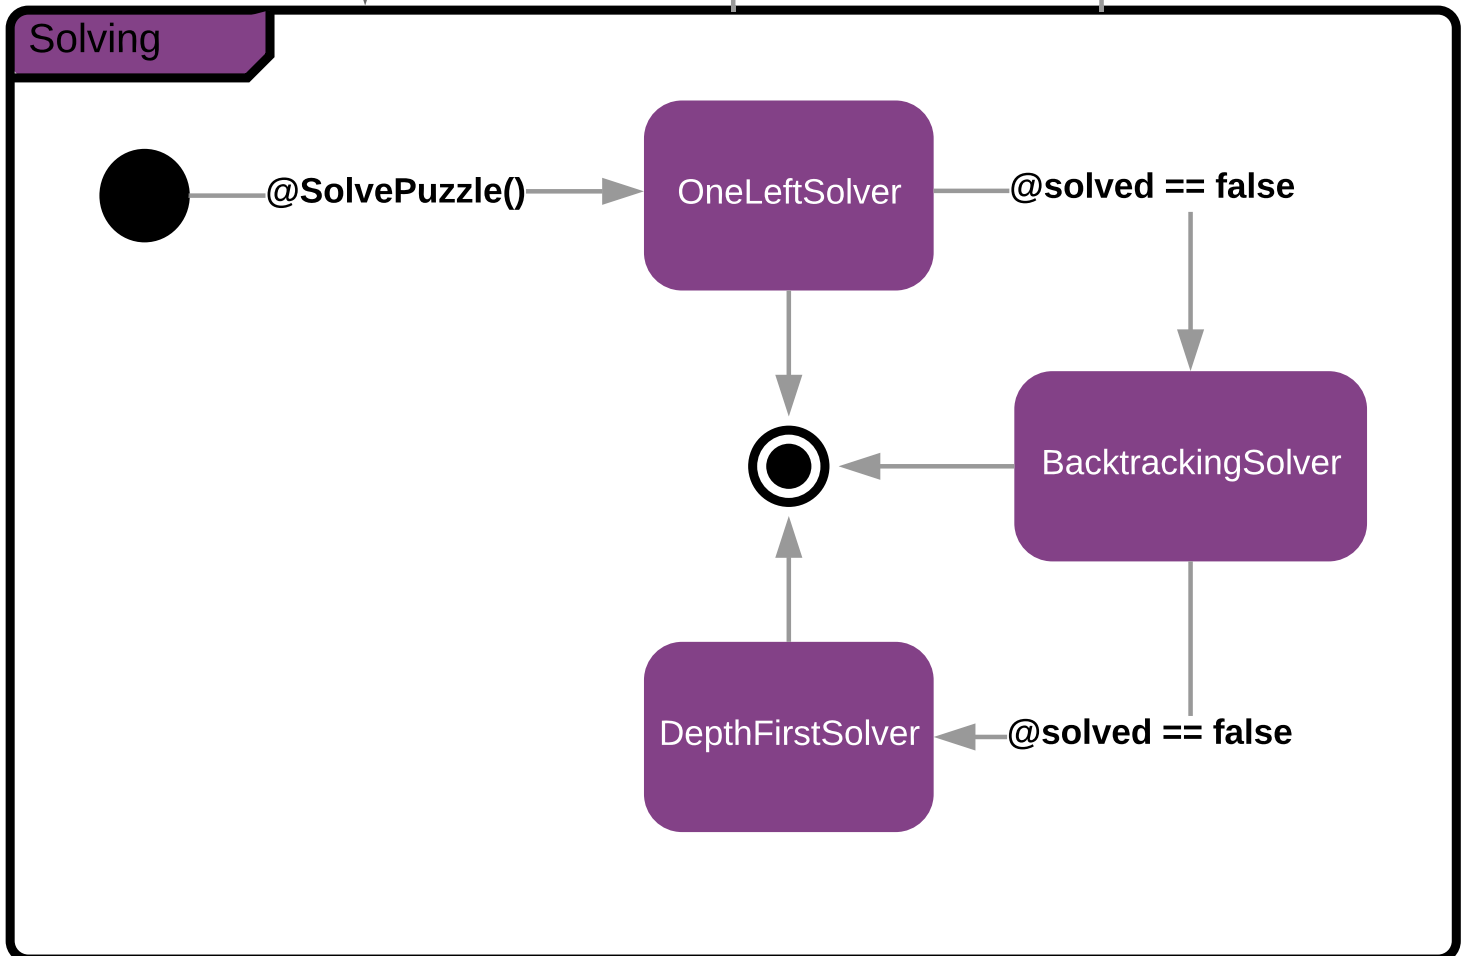 Solving
@SolvePuzzle()
OneLeftSolver
@solved == false
BacktrackingSolver
DepthFirstSolver
@solved == false